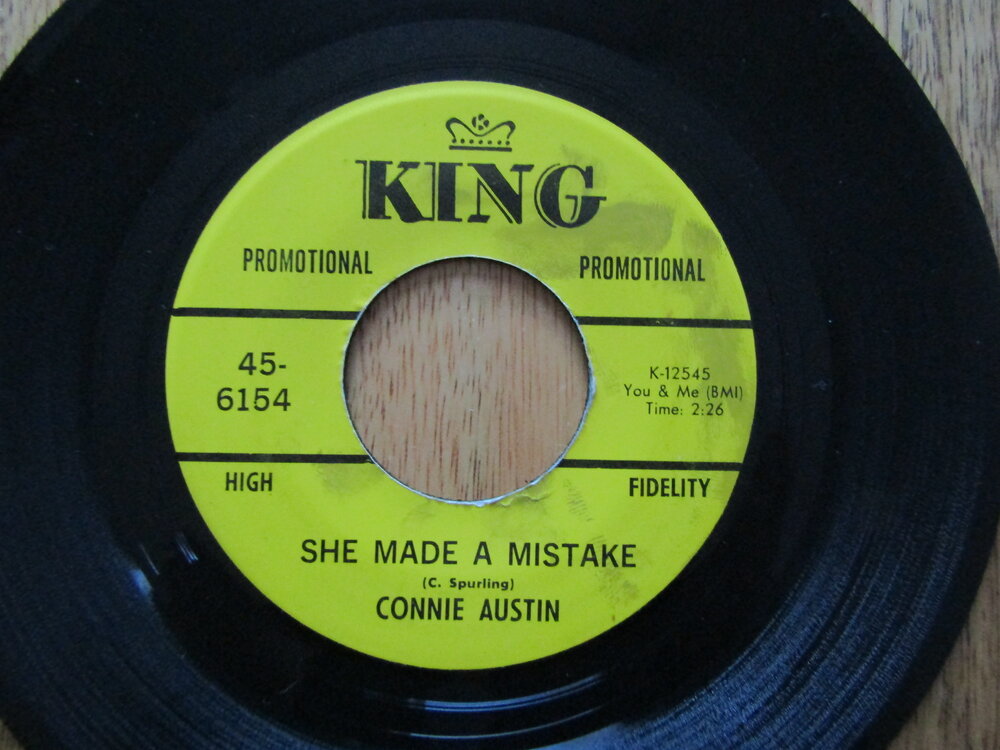 K
KING
PROMOTIONAL PROMOTIONAL
45-
6154
K-12545
You & Me (BMI)
Time: 2:26
HIGH FIDELITY
SHE MADE A MISTAKE
(C. Spurling)
CONNIE AUSTIN